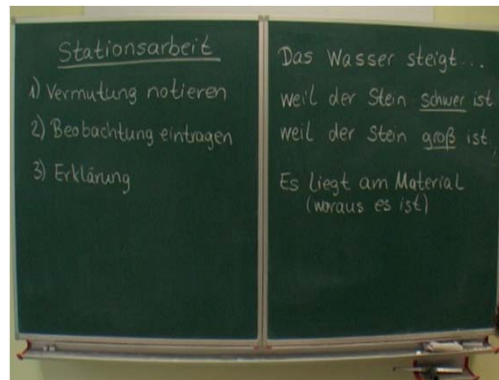 Stationsarbeit
1) Vermutung notieren
2) Beobachtung eintragen
3) Erklärung
Das Wasser steigt...
weil der Stein schwer ist
weil der Stein groß ist,
Es liegt am Material
(woraus es ist)